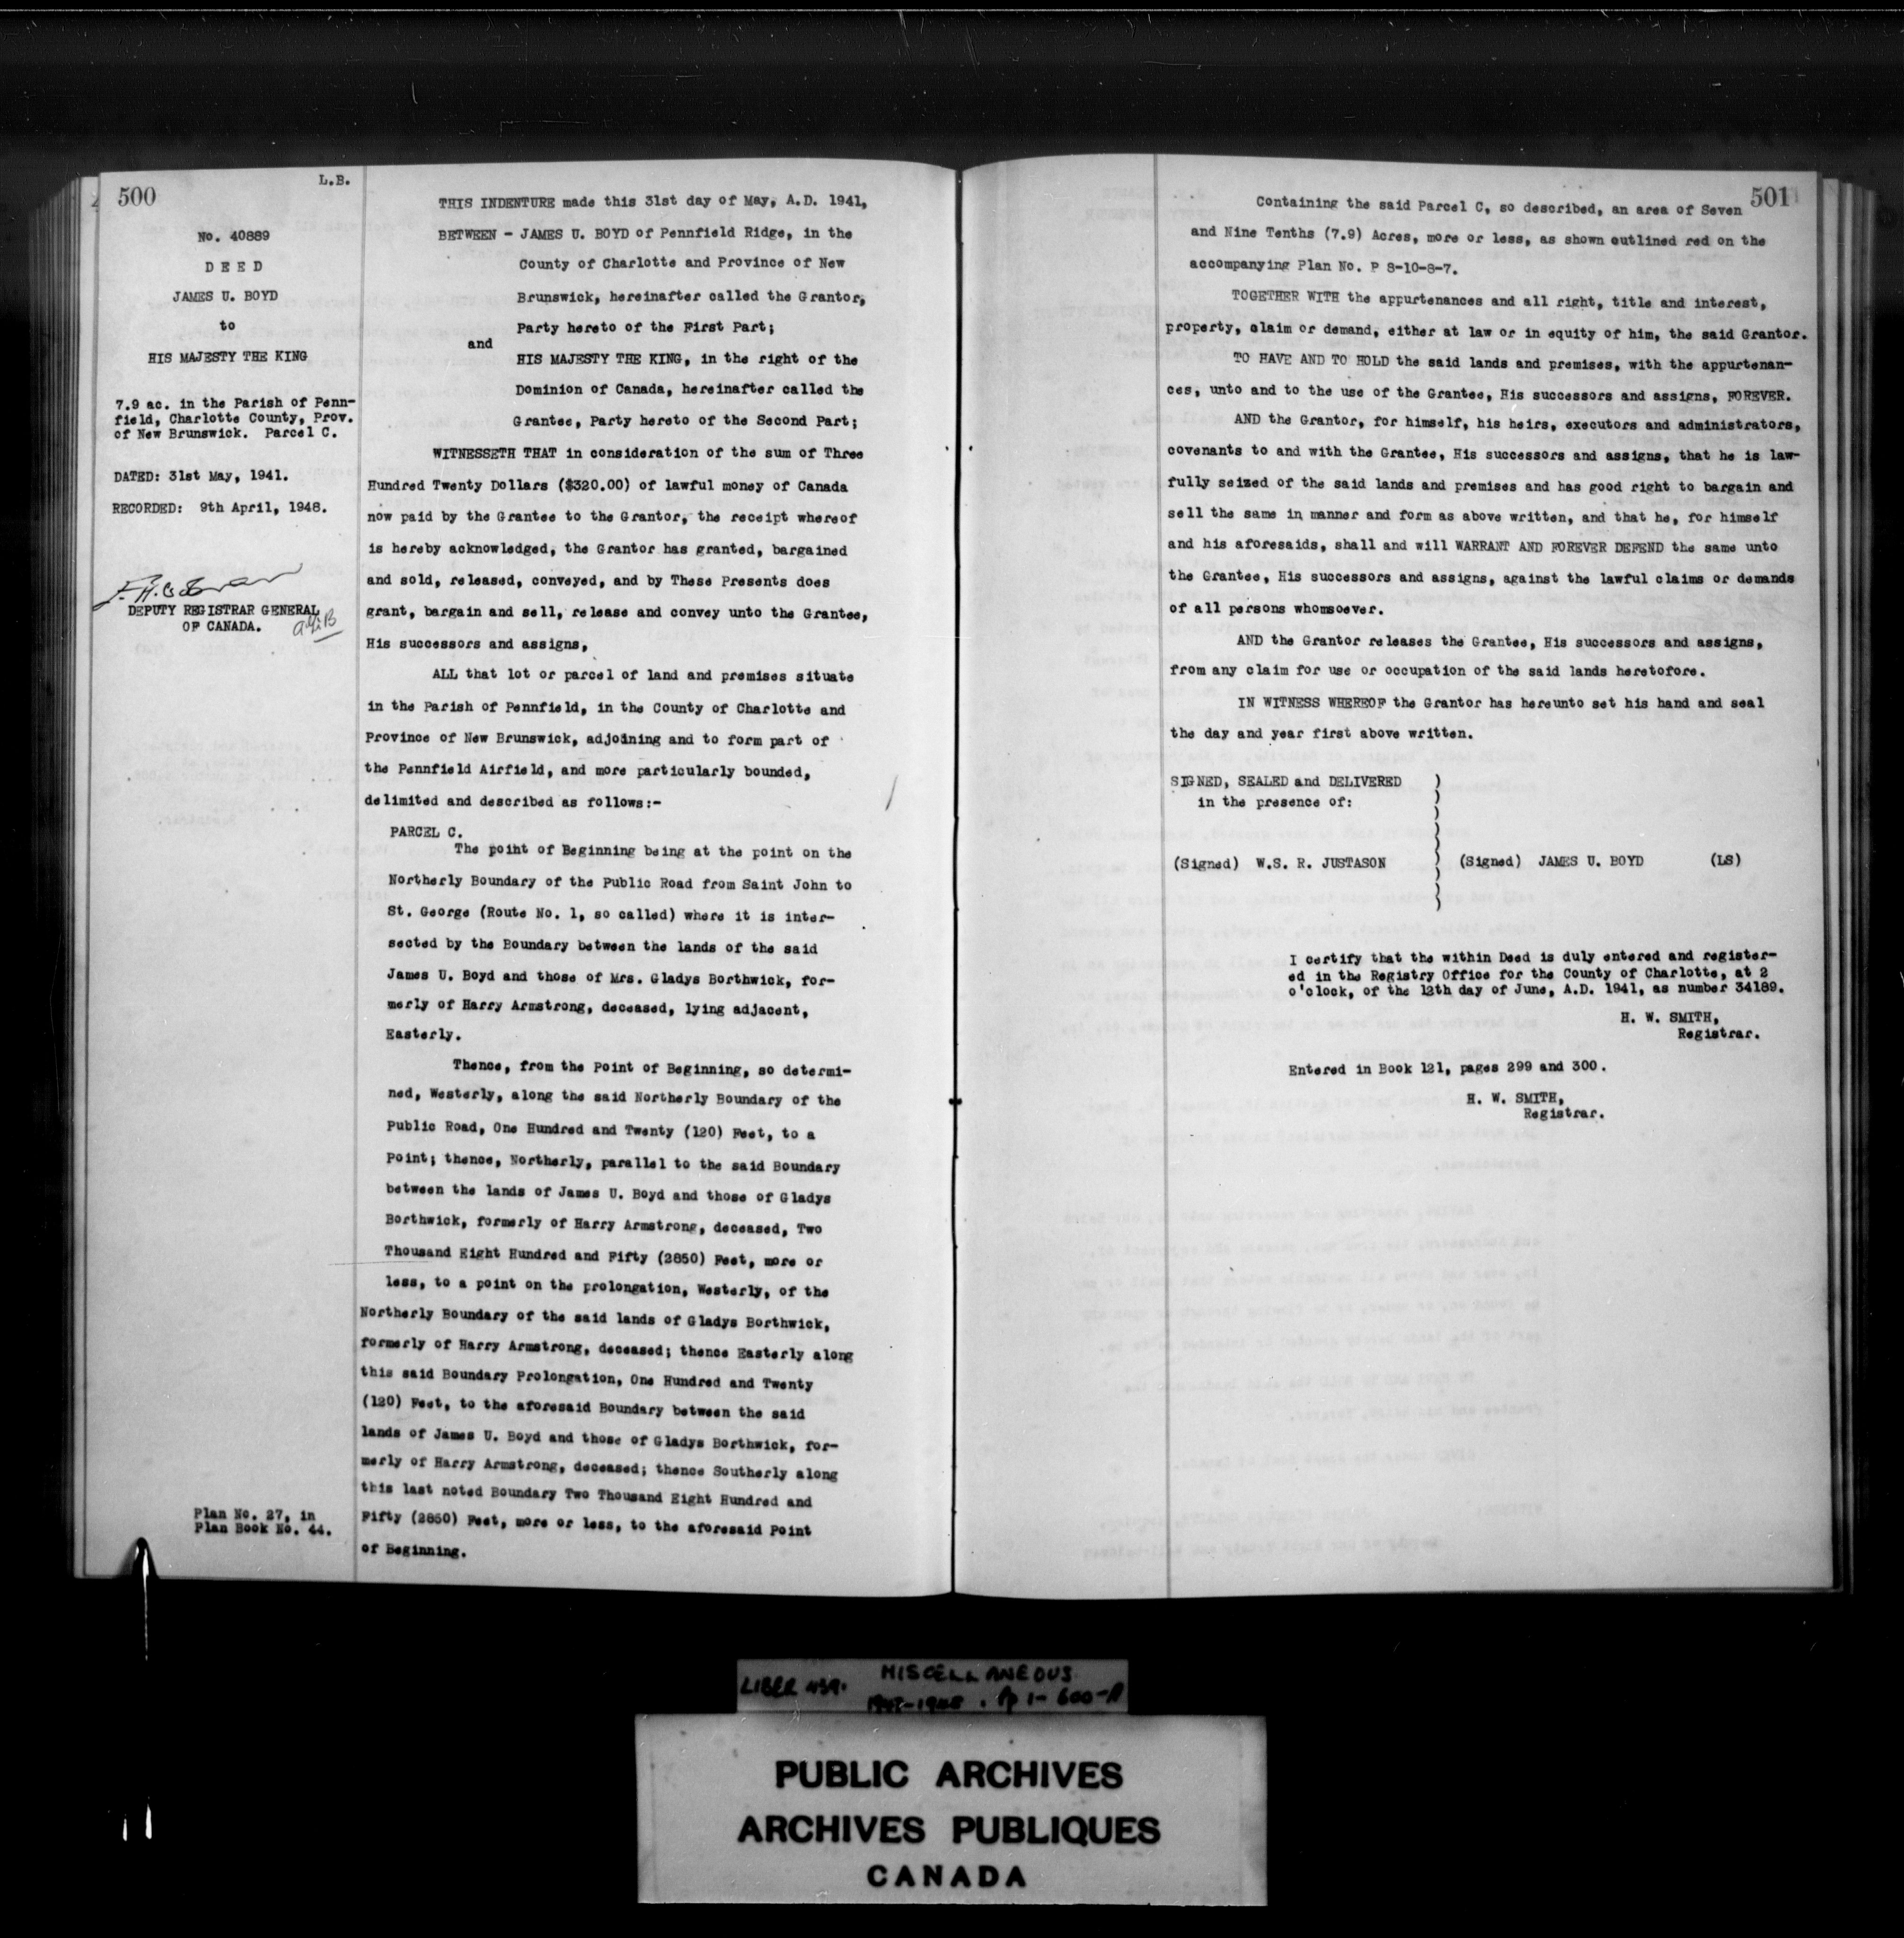 500
L.B.
No. 40889
D E E D
JAMES U. BOYD
to
HIS MAJESTY THE KING
7.9 ac. in the Parish of Penn-
field, Charlotte County, Prov.
of New Brunswick. Parcel C.
DATED: 31st May, 1941.
RECORDED: 9th April, 1948.
DEPUTY REGISTRAR GENERAL
OF CANADA.
Plan No. 27, in
Plan Book No. 44.
THIS INDENTURE made this 31st day of May, A.D. 1941,
BETWEEN - JAMES U. BOYD of Pennfield Ridge, in the
County of Charlotte and Province of New
Brunswick, hereinafter called the Grantor,
Party hereto of the First Part;
and
HIS MAJESTY THE KING, in the right of the
Dominion of Canada, hereinafter called the
Grantee, Party hereto of the Second Part;
WITNESSETH THAT in consideration of the sum of Three
Hundred Twenty Dollars ($320.00) of lawful money of Canada
now paid by the Grantee to the Grantor, the receipt whereof
is hereby acknowledged, the Grantor has granted, bargained
and sold, released, conveyed, and by These Presents does
grant, bargain and sell, release and convey unto the Grantee,
His successors and assigns,
ALL that lot or parcel of land and premises situate
in the Parish of Pennfield, in the County of Charlotte and
Province of New Brunswick, adjoining and to form part of
the Pennfield Airfield, and more particularly bounded,
delimited and described as follows:-
PARCEL C.
The point of Beginning being at the point on the
Northerly Boundary of the Public Road from Saint John to
St. George (Route No. 1, so called) where it is inter-
sected by the Boundary between the lands of the said
James U. Boyd and those of Mrs. Gladys Borthwick, for-
merly of Harry Armstrong, deceased, lying adjacent,
Easterly.
Thence, from the Point of Beginning, so determi-
ned, Westerly, along the said Northerly Boundary of the
Public Road, One Hundred and Twenty (120) Feet, to a
Point; thence, Northerly, parallel to the said Boundary
between the lands of James U. Boyd and those of Gladys
Borthwick, formerly of Harry Armstrong, deceased, Two
Thousand Eight Hundred and Fifty (2850) Feet, more or
less, to a point on the prolongation, Westerly, of the
Northerly Boundary of the said lands of Gladys Borthwick,
formerly of Harry Armstrong, deceased; thence Easterly along
this said Boundary Prolongation, One Hundred and Twenty
(120) Feet, to the aforesaid Boundary between the said
lands of James U. Boyd and those of Gladys Borthwick, for-
merly of Harry Armstrong, deceased; thence Southerly along
this last noted Boundary Two Thousand Eight Hundred and
Fifty (2850) Feet, more or less, to the aforesaid Point
of Beginning.
501
Containing the said Parcel C, so described, an area of Seven
and Nine Tenths (7.9) Acres, more or less, as shown outlined red on the
accompanying Plan No. P 8-10-8-7.
TOGETHER WITH the appurtenances and all right, title and interest,
property, claim or demand, either at law or in equity of him, the said Grantor.
TO HAVE AND TO HOLD the said lands and premises, with the appurtenan-
ces, unto and to the use of the Grantee, His successors and assigns, FOREVER.
AND the Grantor, for himself, his heirs, executors and administrators,
covenants to and with the Grantee, His successors and assigns, that he is law-
fully seized of the said lands and premises and has good right to bargain and
sell the same in manner and form as above written, and that he, for himself
and his aforesaids, shall and will WARRANT AND FOREVER DEFEND the same unto
the Grantee, His successors and assigns, against the lawful claims or demands
of all persons whomsoever.
AND the Grantor releases the Grantee, His successors and assigns,
from any claim for use or occupation of the said lands heretofore.
IN WITNESS WHEREOF the Grantor has hereunto set his hand and seal
the day and year first above written.
SIGNED, SEALED and DELIVERED )
in the presence of:
(Signed) W.S. R. JUSTASON (Signed) JAMES U. BOYD (LS)
I certify that the within Deed is duly entered and register-
ed in the Registry Office for the County of Charlotte, at 2
o'clock, of the 12th day of June, A.D. 1941, as number 34189.
H. W. SMITH,
Registrar.
Entered in Book 121, pages 299 and 300.
H. W. SMITH,
Registrar.
LIBER 439. MISCELLANEOUS
1948 . Pp 1-600-A
PUBLIC ARCHIVES
ARCHIVES PUBLIQUES
CANADA